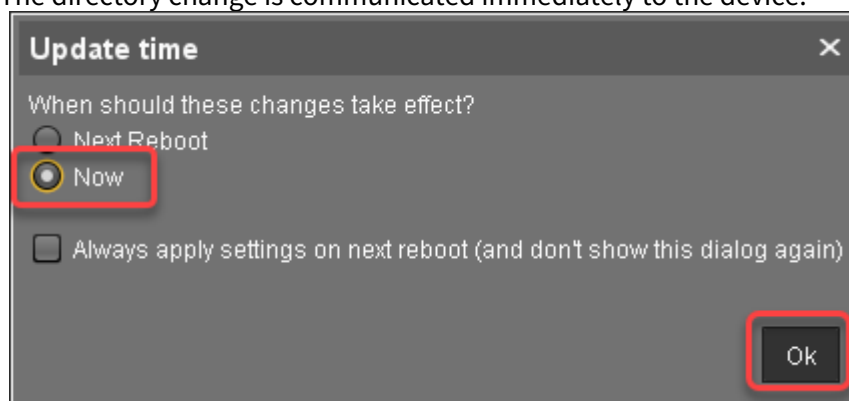 The directory change is communicated immediately to the device.
Update time
When should these changes take effect?
Next Reboot
Now
Always apply settings on next reboot (and don't show this dialog again)
Ok